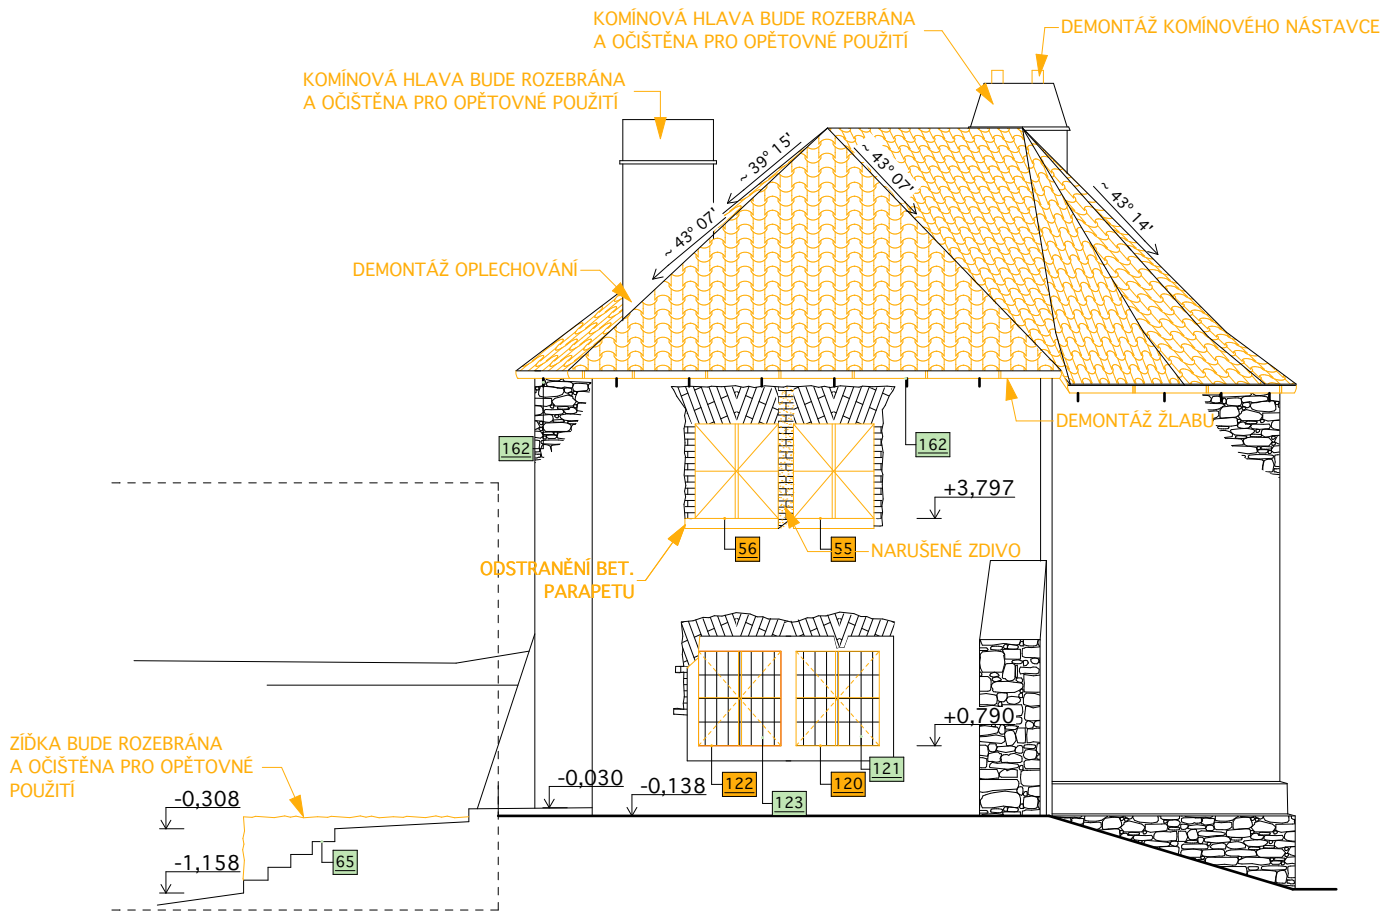 KOMÍNOVÁ HLAVA BUDE ROZEBRÁNA
A OČIŠTĚNA PRO OPĚTOVNÉ POUŽITÍ
DEMONTÁŽ KOMÍNOVÉHO NÁSTAVCE
KOMÍNOVÁ HLAVA BUDE ROZEBRÁNA
A OČIŠTĚNA PRO OPĚTOVNÉ POUŽITÍ
~ 39° 15'
~ 43° 07'
~ 43° 07'
~ 43° 14'
DEMONTÁŽ OPLECHOVÁNÍ
DEMONTÁŽ ŽLABU
162
162
+3,797
56
55
NARUŠENÉ ZDIVO
ODSTRANĚNÍ BET.
PARAPETU
+0,790
ZÍĎKA BUDE ROZEBRÁNA
A OČIŠTĚNA PRO OPĚTOVNÉ
POUŽITÍ
-0,308
-0,030
-0,138
122
123
120
121
-1,158
65